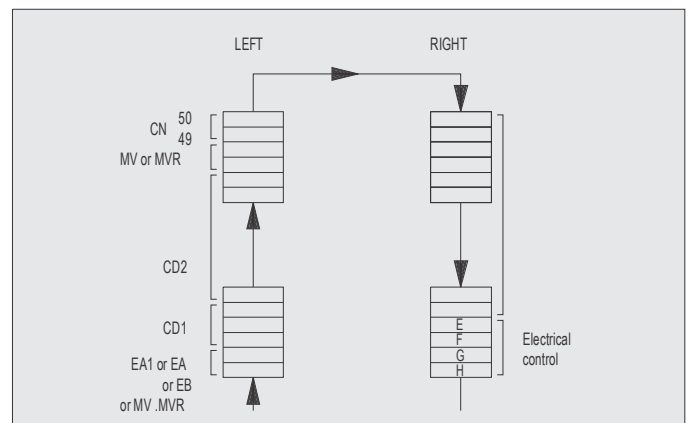 LEFT
RIGHT
50
CN
49
MV or MVR
CD2
CD1
EA1 or EA
or EB
or MV .MVR
E
F
G
H
Electrical
control